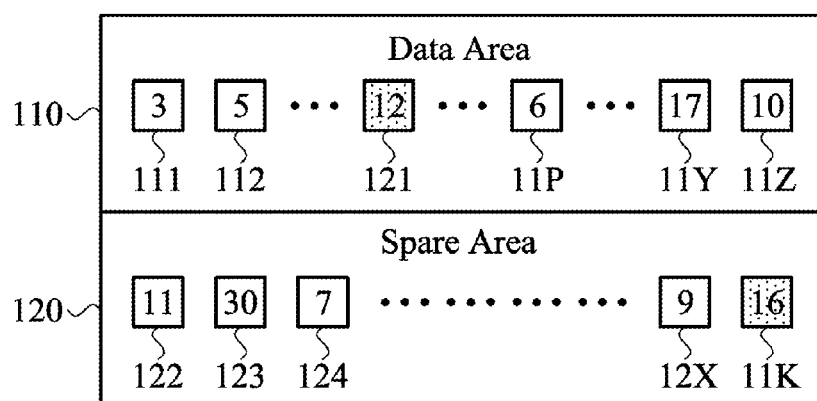 Data Area
110 3 5 ••• 12 ••• 6 ••• 17 10
111 112 121 11P 11Y 11Z
Spare Area
120 11 30 7 ••• ••• ••• ••• 9 16
122 123 124 12X 11K